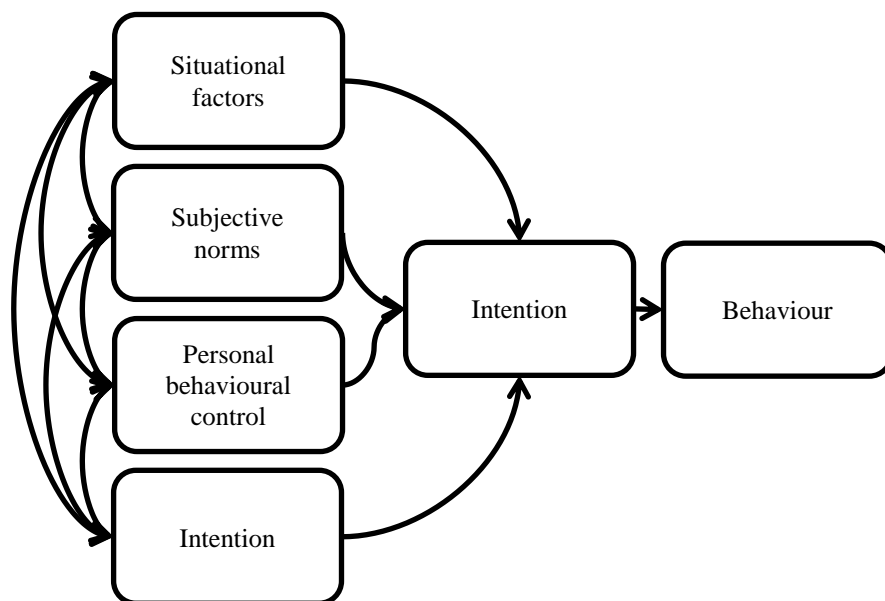 Situational
factors
Subjective
norms
Personal
behavioural
control
Intention
Intention
Behaviour